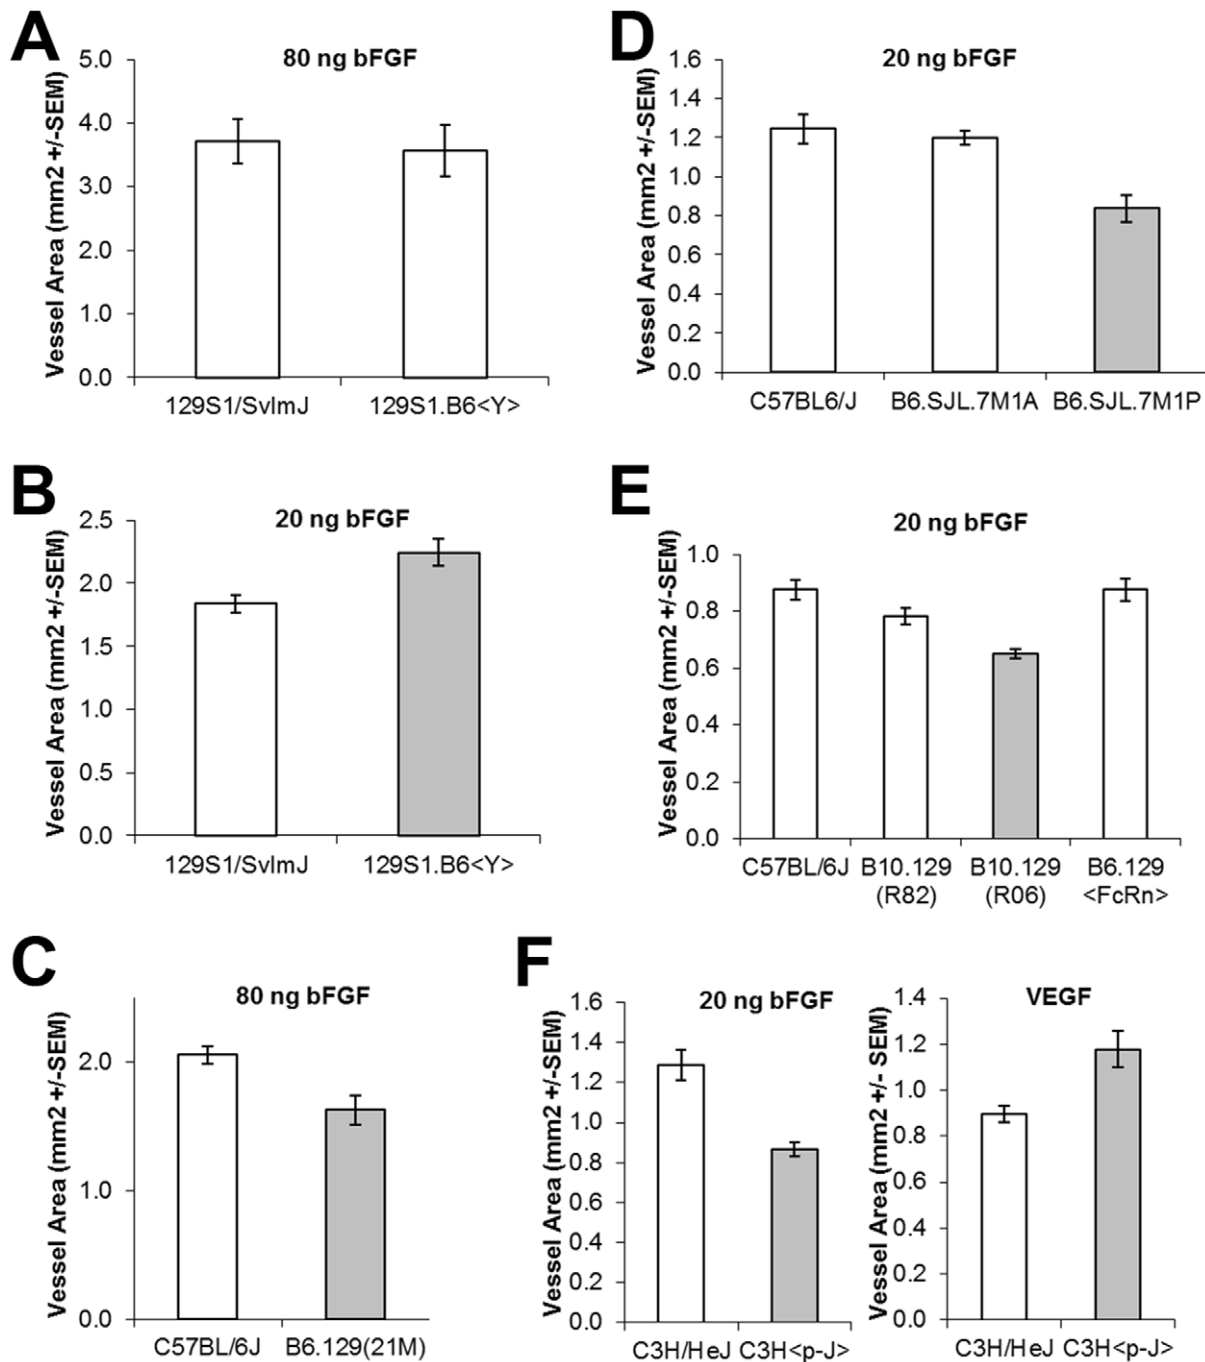 A
80 ng bFGF
Vessel Area (mm2 +/-SEM)
5.0
4.0
3.0
2.0
1.0
0.0
129S1/SvImJ
129S1.B6<Y>
D
20 ng bFGF
Vessel Area (mm2 +/-SEM)
1.6
1.4
1.2
1.0
0.8
0.6
0.4
0.2
0.0
C57BL6/J
B6.SJL.7M1A
B6.SJL.7M1P
B
20 ng bFGF
Vessel Area (mm2 +/-SEM)
2.5
2.0
1.5
1.0
0.5
0.0
129S1/SvImJ
129S1.B6<Y>
E
20 ng bFGF
Vessel Area (mm2 +/-SEM)
1.0
0.8
0.6
0.4
0.2
0.0
C57BL/6J
B10.129
(R82)
B10.129
(R06)
B6.129
<FcRn>
C
80 ng bFGF
Vessel Area (mm2 +/-SEM)
2.0
1.0
0.0
C57BL/6J
B6.129(21M)
F
20 ng bFGF
Vessel Area (mm2 +/-SEM)
1.6
1.4
1.2
1.0
0.8
0.6
0.4
0.2
0.0
C3H/HeJ
C3H<p-J>
VEGF
Vessel Area (mm2 +/- SEM)
1.4
1.2
1.0
0.8
0.6
0.4
0.2
0.0
C3H/HeJ
C3H<p-J>